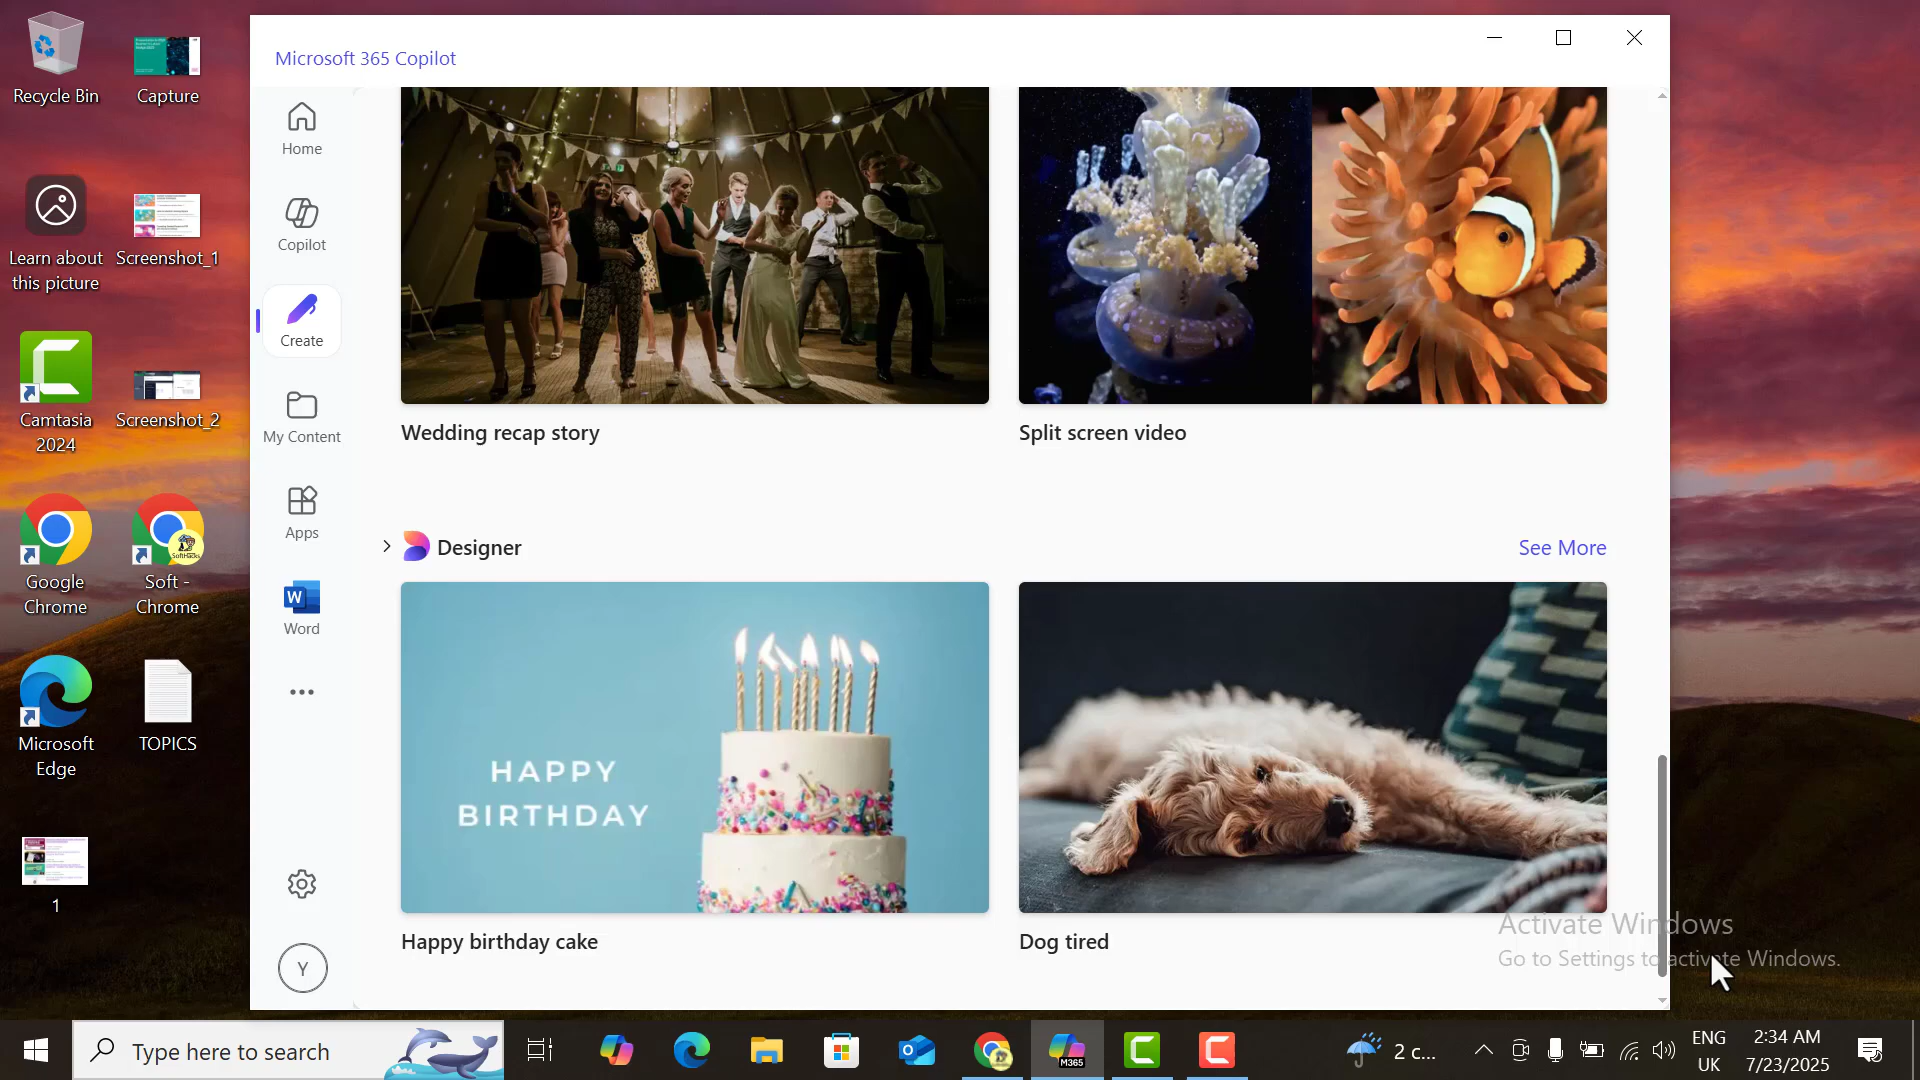 Recycle Bin
Capture
Learn about
this picture
Screenshot_1
Camtasia
2024
Screenshot_2
Google
Chrome
Soft -
Chrome
Microsoft
Edge
TOPICS
1
Microsoft 365 Copilot
Home
Copilot
Create
My Content
Apps
Word
Y
Wedding recap story
Split screen video
Designer
See More
HAPPY
BIRTHDAY
Happy birthday cake
Dog tired
Activate Windows
Go to Settings to activate Windows.
Type here to search
M365
2 c...
ENG
UK
2:34 AM
7/23/2025